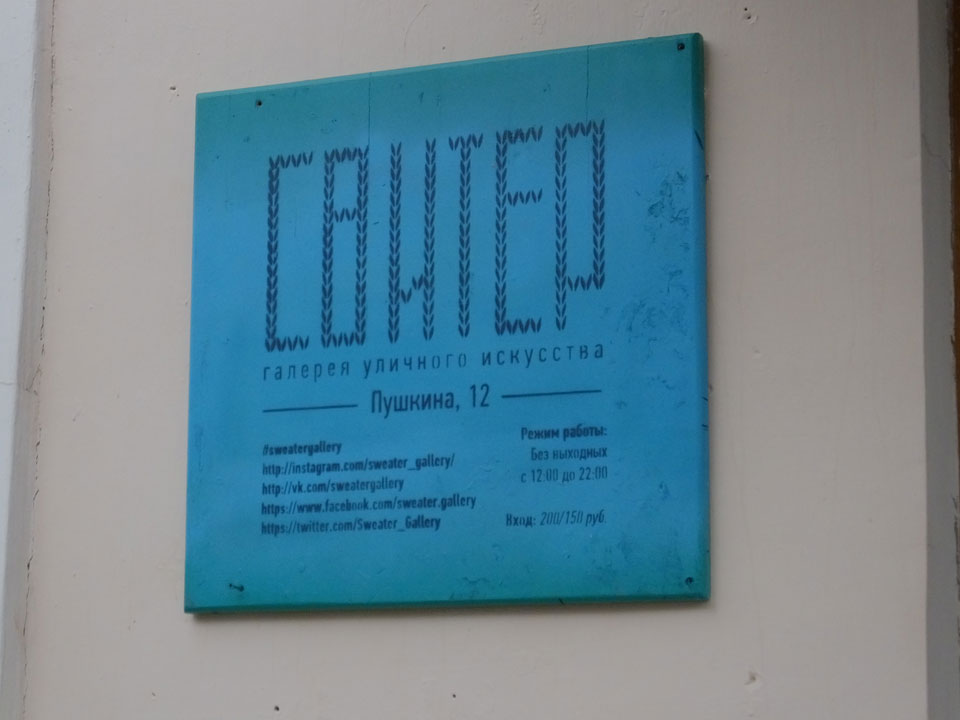 СВИТЕР
галерея уличного искусства
Пушкина, 12
#sweatergallery
http://instagram.com/sweater_gallery/
http://vk.com/sweatergallery
https://www.facebook.com/sweater.gallery
https://twitter.com/Sweater_Gallery
Режим работы:
Без выходных
с 12:00 до 22:00
Вход: 200/150 руб.